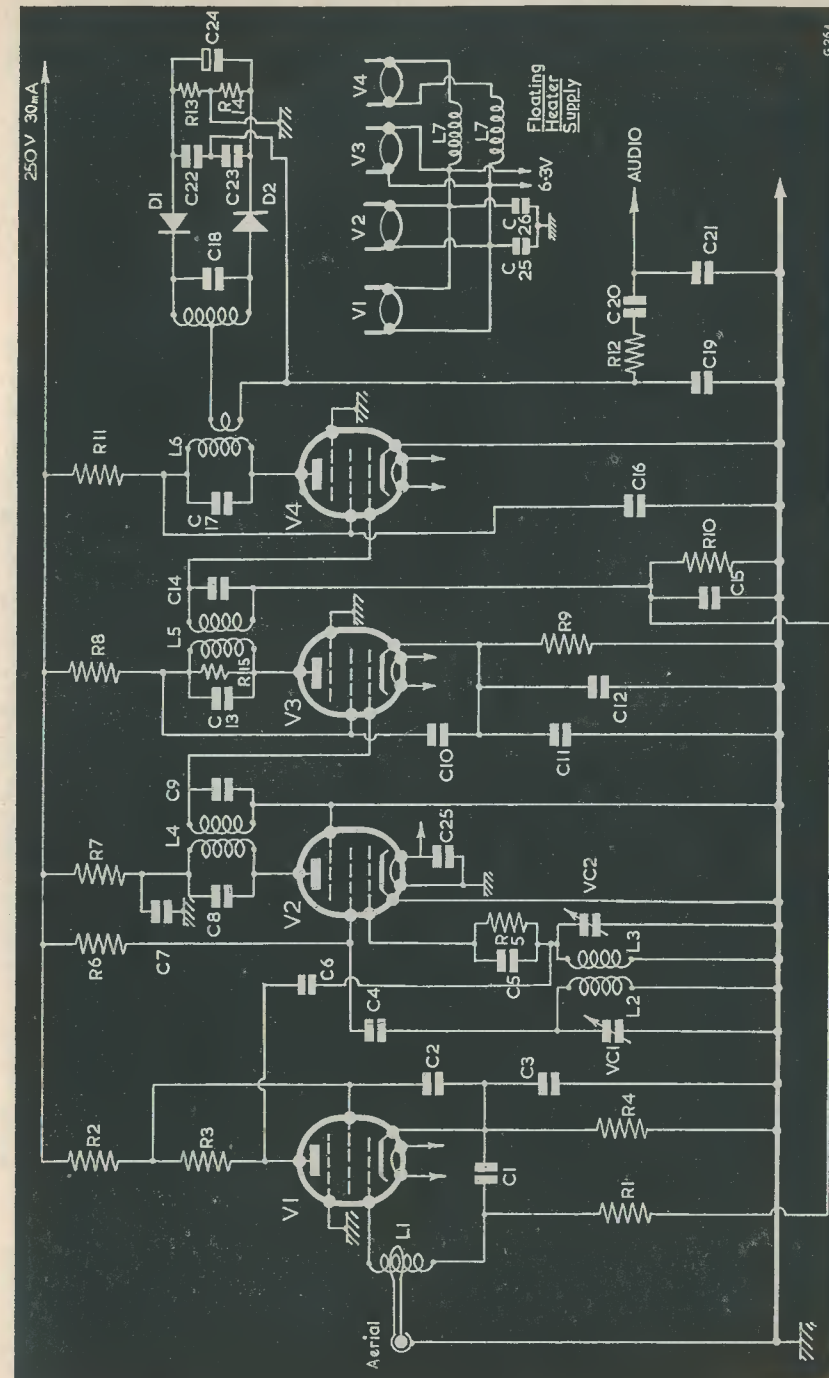 250V 30mA
R2
R6
R7
R8
R11
D1
C24
C7
R3
C6
C8
L4
C9
C
13
R15
L5
C14
C
17
L6
C18
C22
C23
R13
R
14
D2
V1
V2
V3
V4
Aerial
L1
C1
C2
C4
C25
C10
V1
V2
V3
V4
L7
L7
C
25
C
26
6·3V
Floating
Heater
Supply
R
5
C5
C3
C11
C12
R9
C16
R12
C20
AUDIO
R1
R4
VC1
L2
L3
VC2
C15
R10
C19
C21